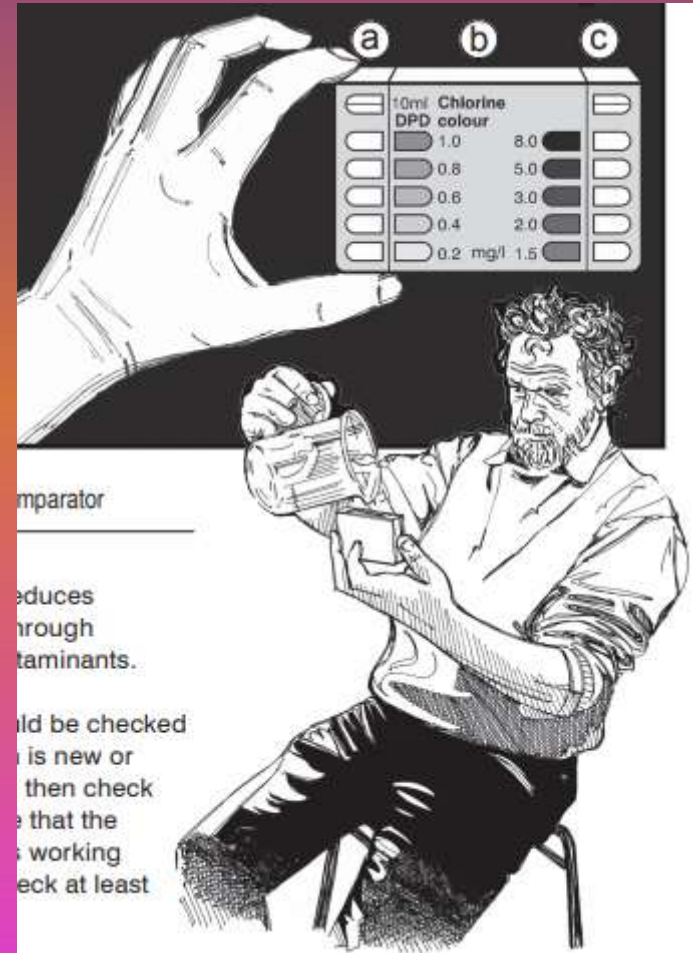 a b c
10ml Chlorine
DPD colour
1.0 8.0
0.8 5.0
0.6 3.0
0.4 2.0
0.2 mg/l 1.5
mparator
educes
hrough
taminants.
uld be checked
is new or
then check
e that the
s working
eck at least